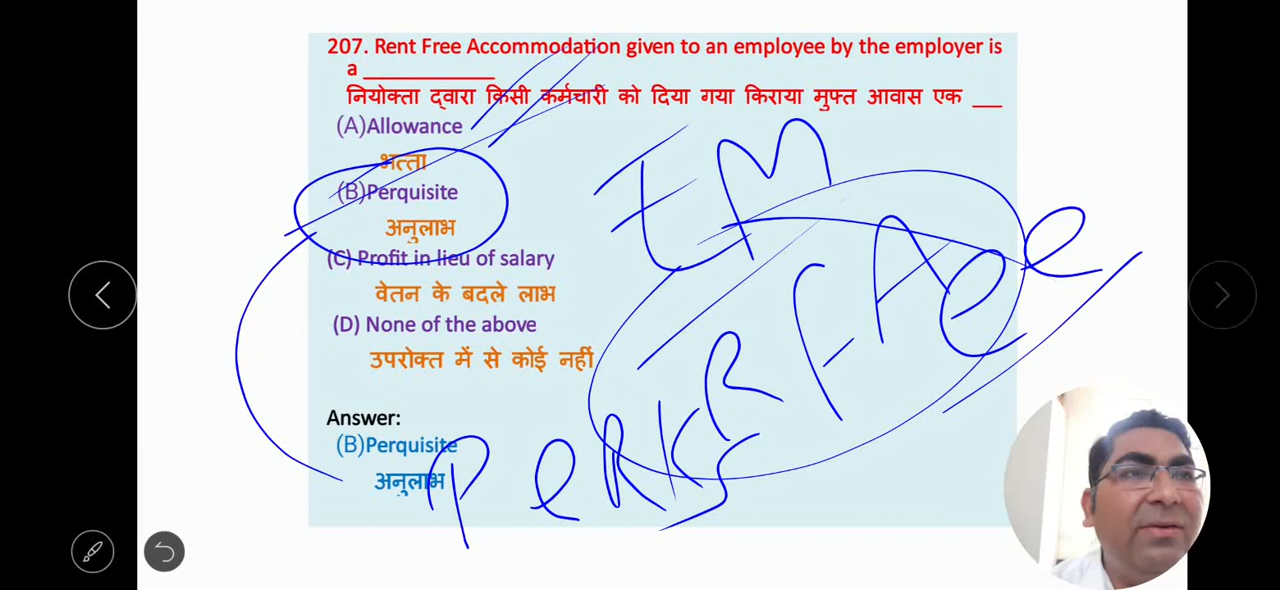 207. Rent Free Accommodation given to an employee by the employer is
a ____________
नियोक्ता द्वारा किसी कर्मचारी को दिया गया किराया मुफ्त आवास एक ___
(A)Allowance
भत्ता
(B)Perquisite
अनुलाभ
(C) Profit in lieu of salary
वेतन के बदले लाभ
(D) None of the above
उपरोक्त में से कोई नहीं
Answer:
(B)Perquisite
अनुलाभ
PeRKS